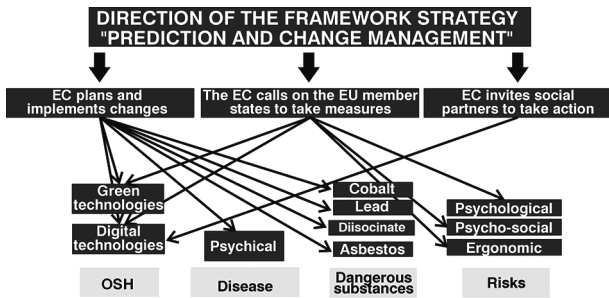 DIRECTION OF THE FRAMEWORK STRATEGY
"PREDICTION AND CHANGE MANAGEMENT"
EC plans and
implements changes
The EC calls on the EU member
states to take measures
EC invites social
partners to take action
Green
technologies
Digital
technologies
Psychical
Cobalt
Lead
Diisocinate
Asbestos
Psychological
Psycho-social
Ergonomic
OSH
Disease
Dangerous
substances
Risks